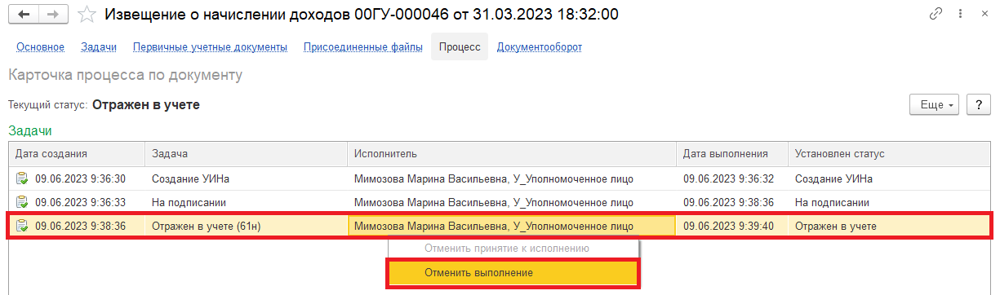 Извещение о начислении доходов 00ГУ-000046 от 31.03.2023 18:32:00
Основное Задачи Первичные учетные документы Присоединенные файлы Процесс Документооборот
Карточка процесса по документу
Текущий статус: Отражен в учете
Еще ?
Задачи
Дата создания Задача Исполнитель Дата выполнения Установлен статус
09.06.2023 9:36:30 Создание УИНа Мимозова Марина Васильевна, У_Уполномоченное лицо 09.06.2023 9:36:32 Создание УИНа
09.06.2023 9:36:33 На подписании Мимозова Марина Васильевна, У_Уполномоченное лицо 09.06.2023 9:38:36 На подписании
09.06.2023 9:38:36 Отражен в учете (61н) Мимозова Марина Васильевна, У_Уполномоченное лицо 09.06.2023 9:39:40 Отражен в учете
Отменить принятие к исполнению
Отменить выполнение